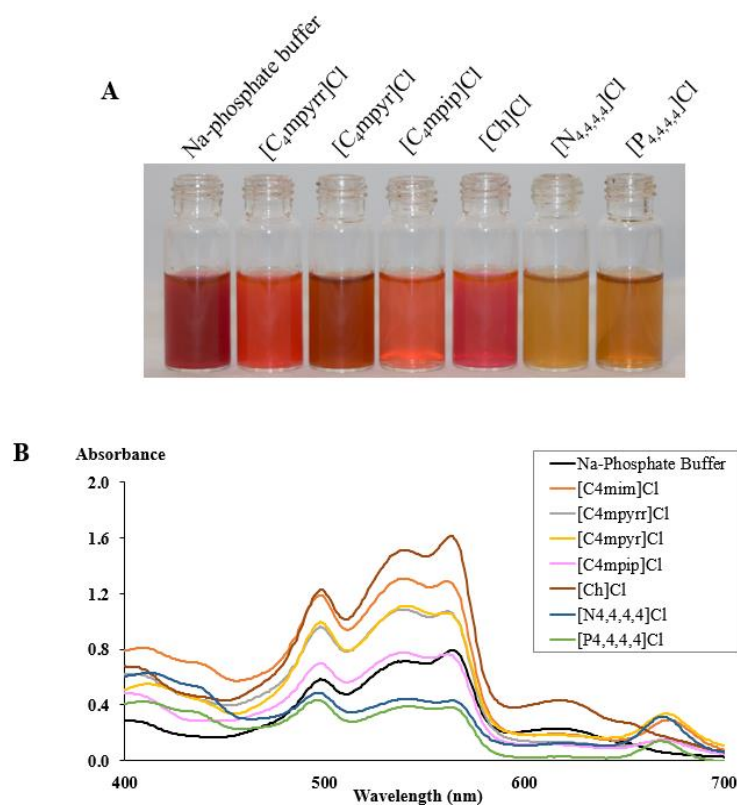 A
Na-phosphate buffer
[C₄mpyrr]Cl
[C₄mpyr]Cl
[C₄mpip]Cl
[Ch]Cl
[N₄,₄,₄,₄]Cl
[P₄,₄,₄,₄]Cl
B
Absorbance
2.0
1.6
1.2
0.8
0.4
0.0
400
500
600
700
Wavelength (nm)
Na-Phosphate Buffer
[C4mim]Cl
[C4mpyrr]Cl
[C4mpyr]Cl
[C4mpip]Cl
[Ch]Cl
[N4,4,4,4]Cl
[P4,4,4,4]Cl